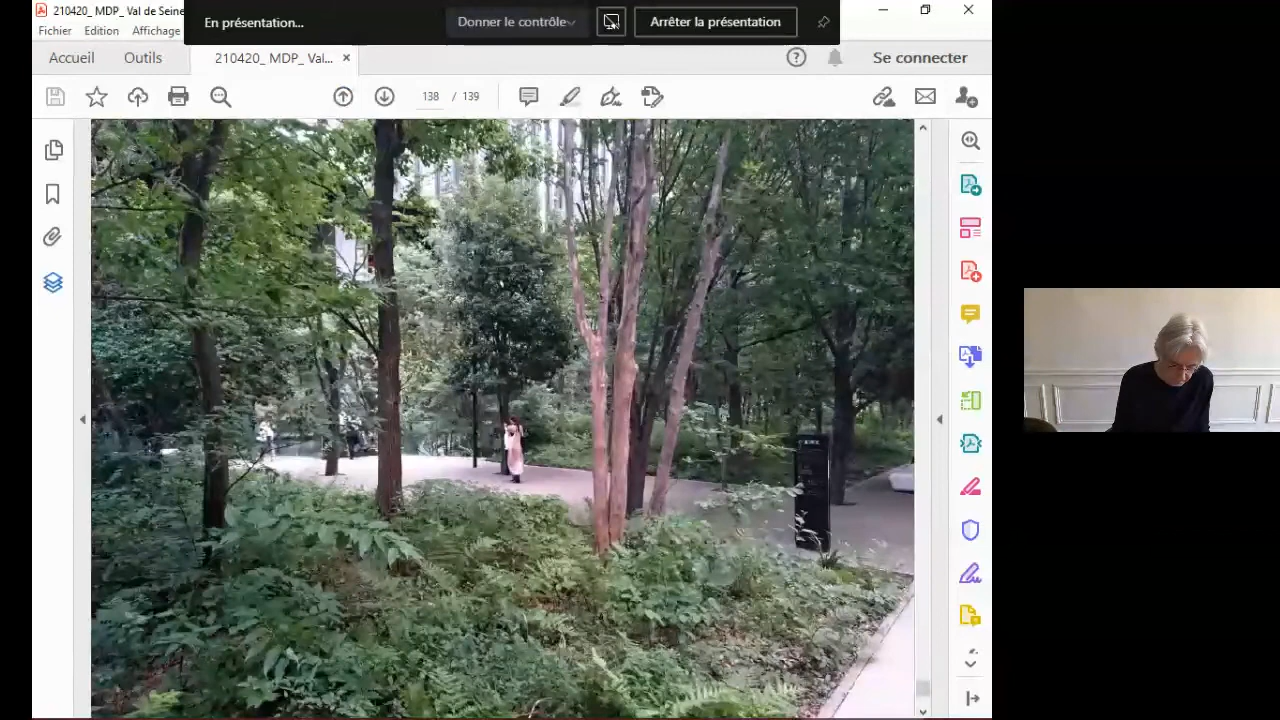 210420_ MDP_ Val de Seine
En présentation...
Donner le contrôle
Arrêter la présentation
Fichier Edition Affichage
Accueil
Outils
210420_ MDP_ Val...
Se connecter
138 / 139